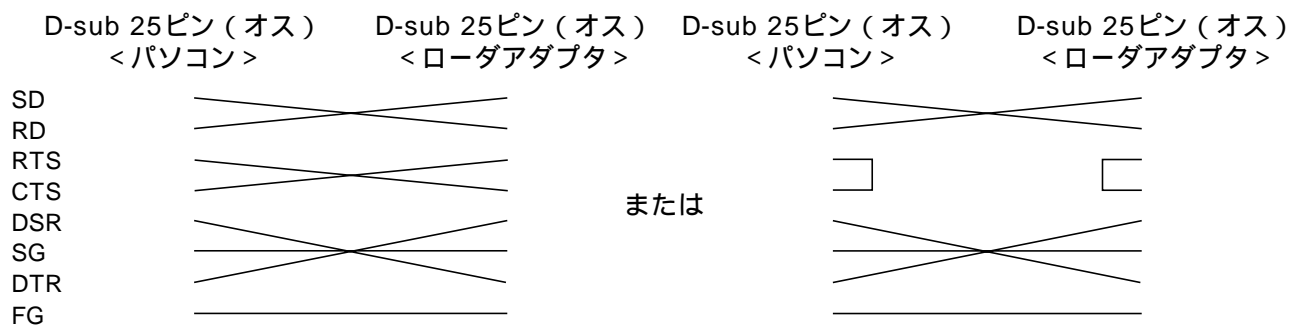 D-sub 25ピン（オス） D-sub 25ピン（オス） D-sub 25ピン（オス） D-sub 25ピン（オス）
<パソコン> <ローダアダプタ> <パソコン> <ローダアダプタ>
SD
RD
RTS
CTS
または
DSR
SG
DTR
FG